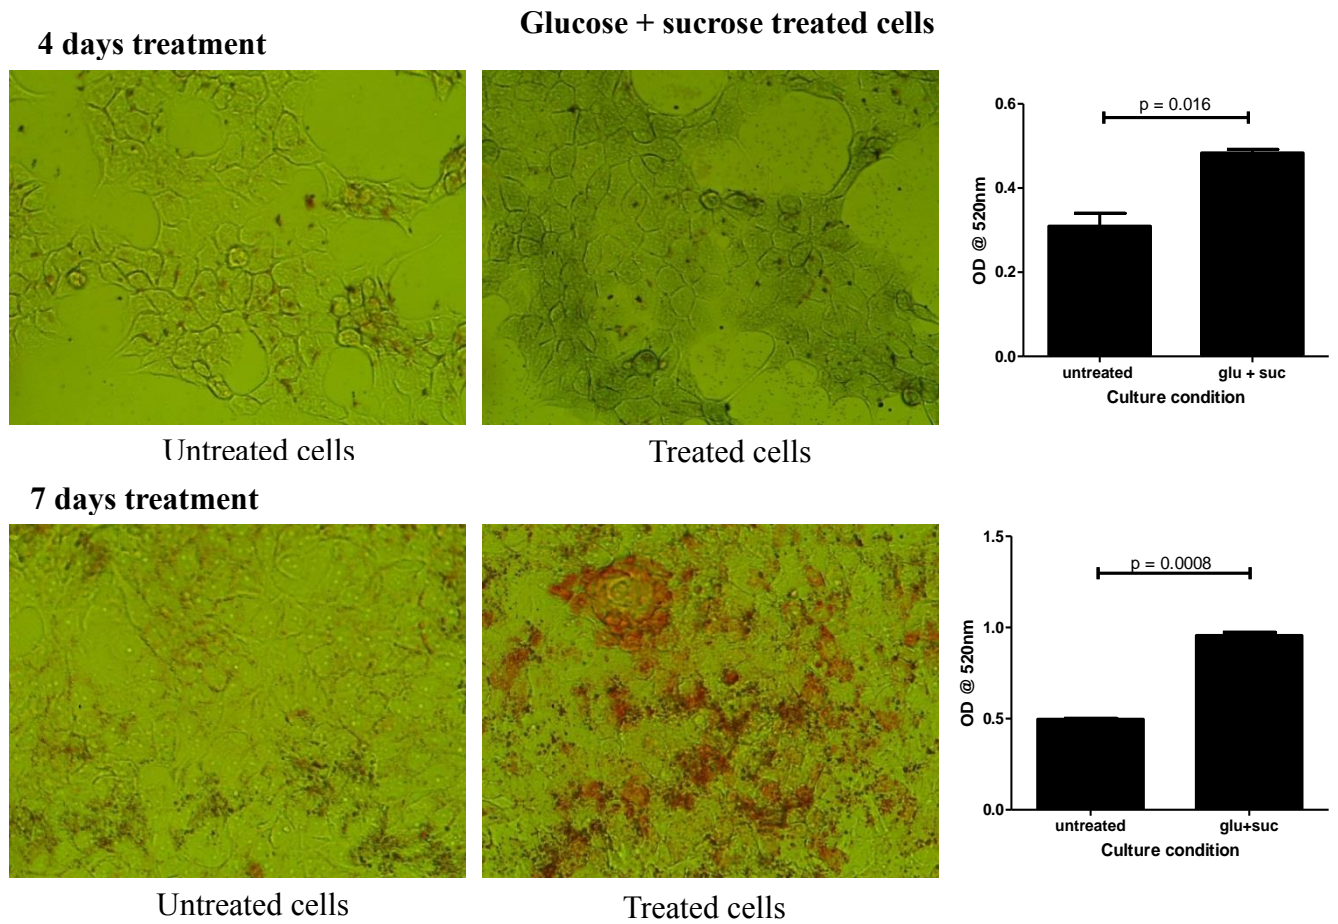 Glucose + sucrose treated cells
4 days treatment
0.6
0.4
0.2
0.0
OD @ 520nm
p = 0.016
untreated
glu + suc
Culture condition
Untreated cells
Treated cells
7 days treatment
1.5
1.0
0.5
0.0
OD @ 520nm
p = 0.0008
untreated
glu+suc
Culture condition
Untreated cells
Treated cells